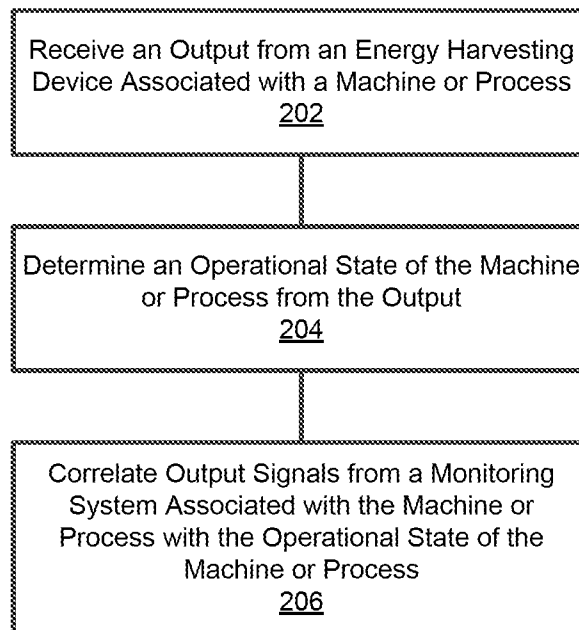 Receive an Output from an Energy Harvesting
Device Associated with a Machine or Process
202
Determine an Operational State of the Machine
or Process from the Output
204
Correlate Output Signals from a Monitoring
System Associated with the Machine or
Process with the Operational State of the
Machine or Process
206